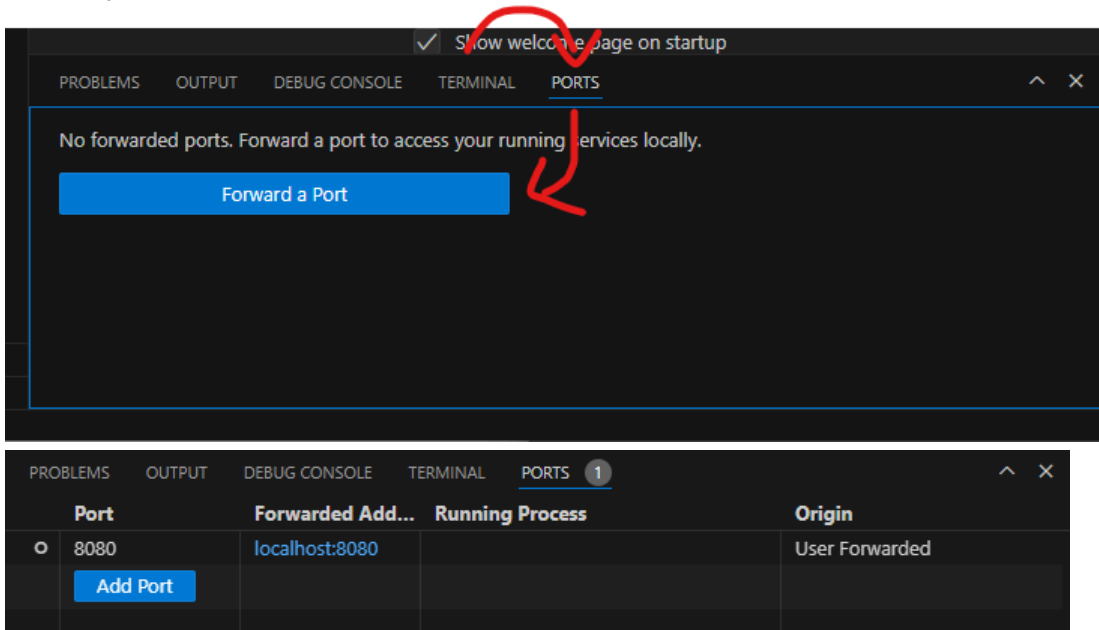 Show welcome page on startup
PROBLEMS OUTPUT DEBUG CONSOLE TERMINAL PORTS
No forwarded ports. Forward a port to access your running services locally.
Forward a Port
PROBLEMS OUTPUT DEBUG CONSOLE TERMINAL PORTS 1
Port Forwarded Add... Running Process Origin
8080 localhost:8080 User Forwarded
Add Port